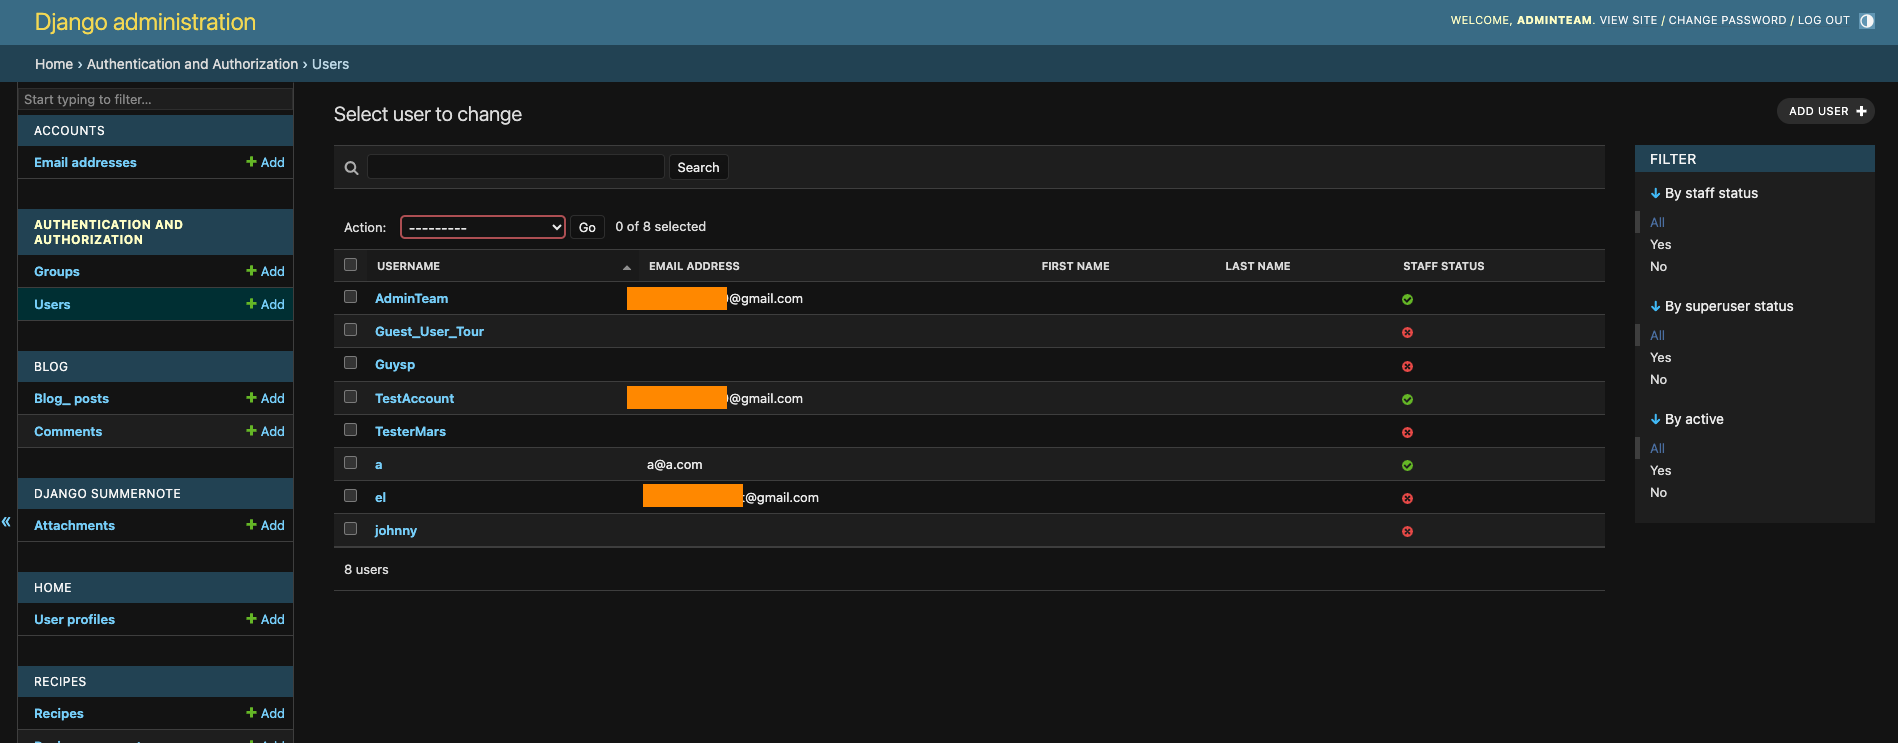 Django administration
WELCOME, ADMINTEAM. VIEW SITE / CHANGE PASSWORD / LOG OUT
Home › Authentication and Authorization › Users
Start typing to filter...
ACCOUNTS
Email addresses + Add
AUTHENTICATION AND
AUTHORIZATION
Groups + Add
Users + Add
BLOG
Blog_ posts + Add
Comments + Add
DJANGO SUMMERNOTE
Attachments + Add
«
HOME
User profiles + Add
RECIPES
Recipes + Add
Select user to change
ADD USER +
Search
Action: --------- Go 0 of 8 selected
USERNAME EMAIL ADDRESS FIRST NAME LAST NAME STAFF STATUS
AdminTeam @gmail.com
Guest_User_Tour
Guysp
TestAccount @gmail.com
TesterMars
a a@a.com
el @gmail.com
johnny
8 users
FILTER
↓ By staff status
All
Yes
No
↓ By superuser status
All
Yes
No
↓ By active
All
Yes
No